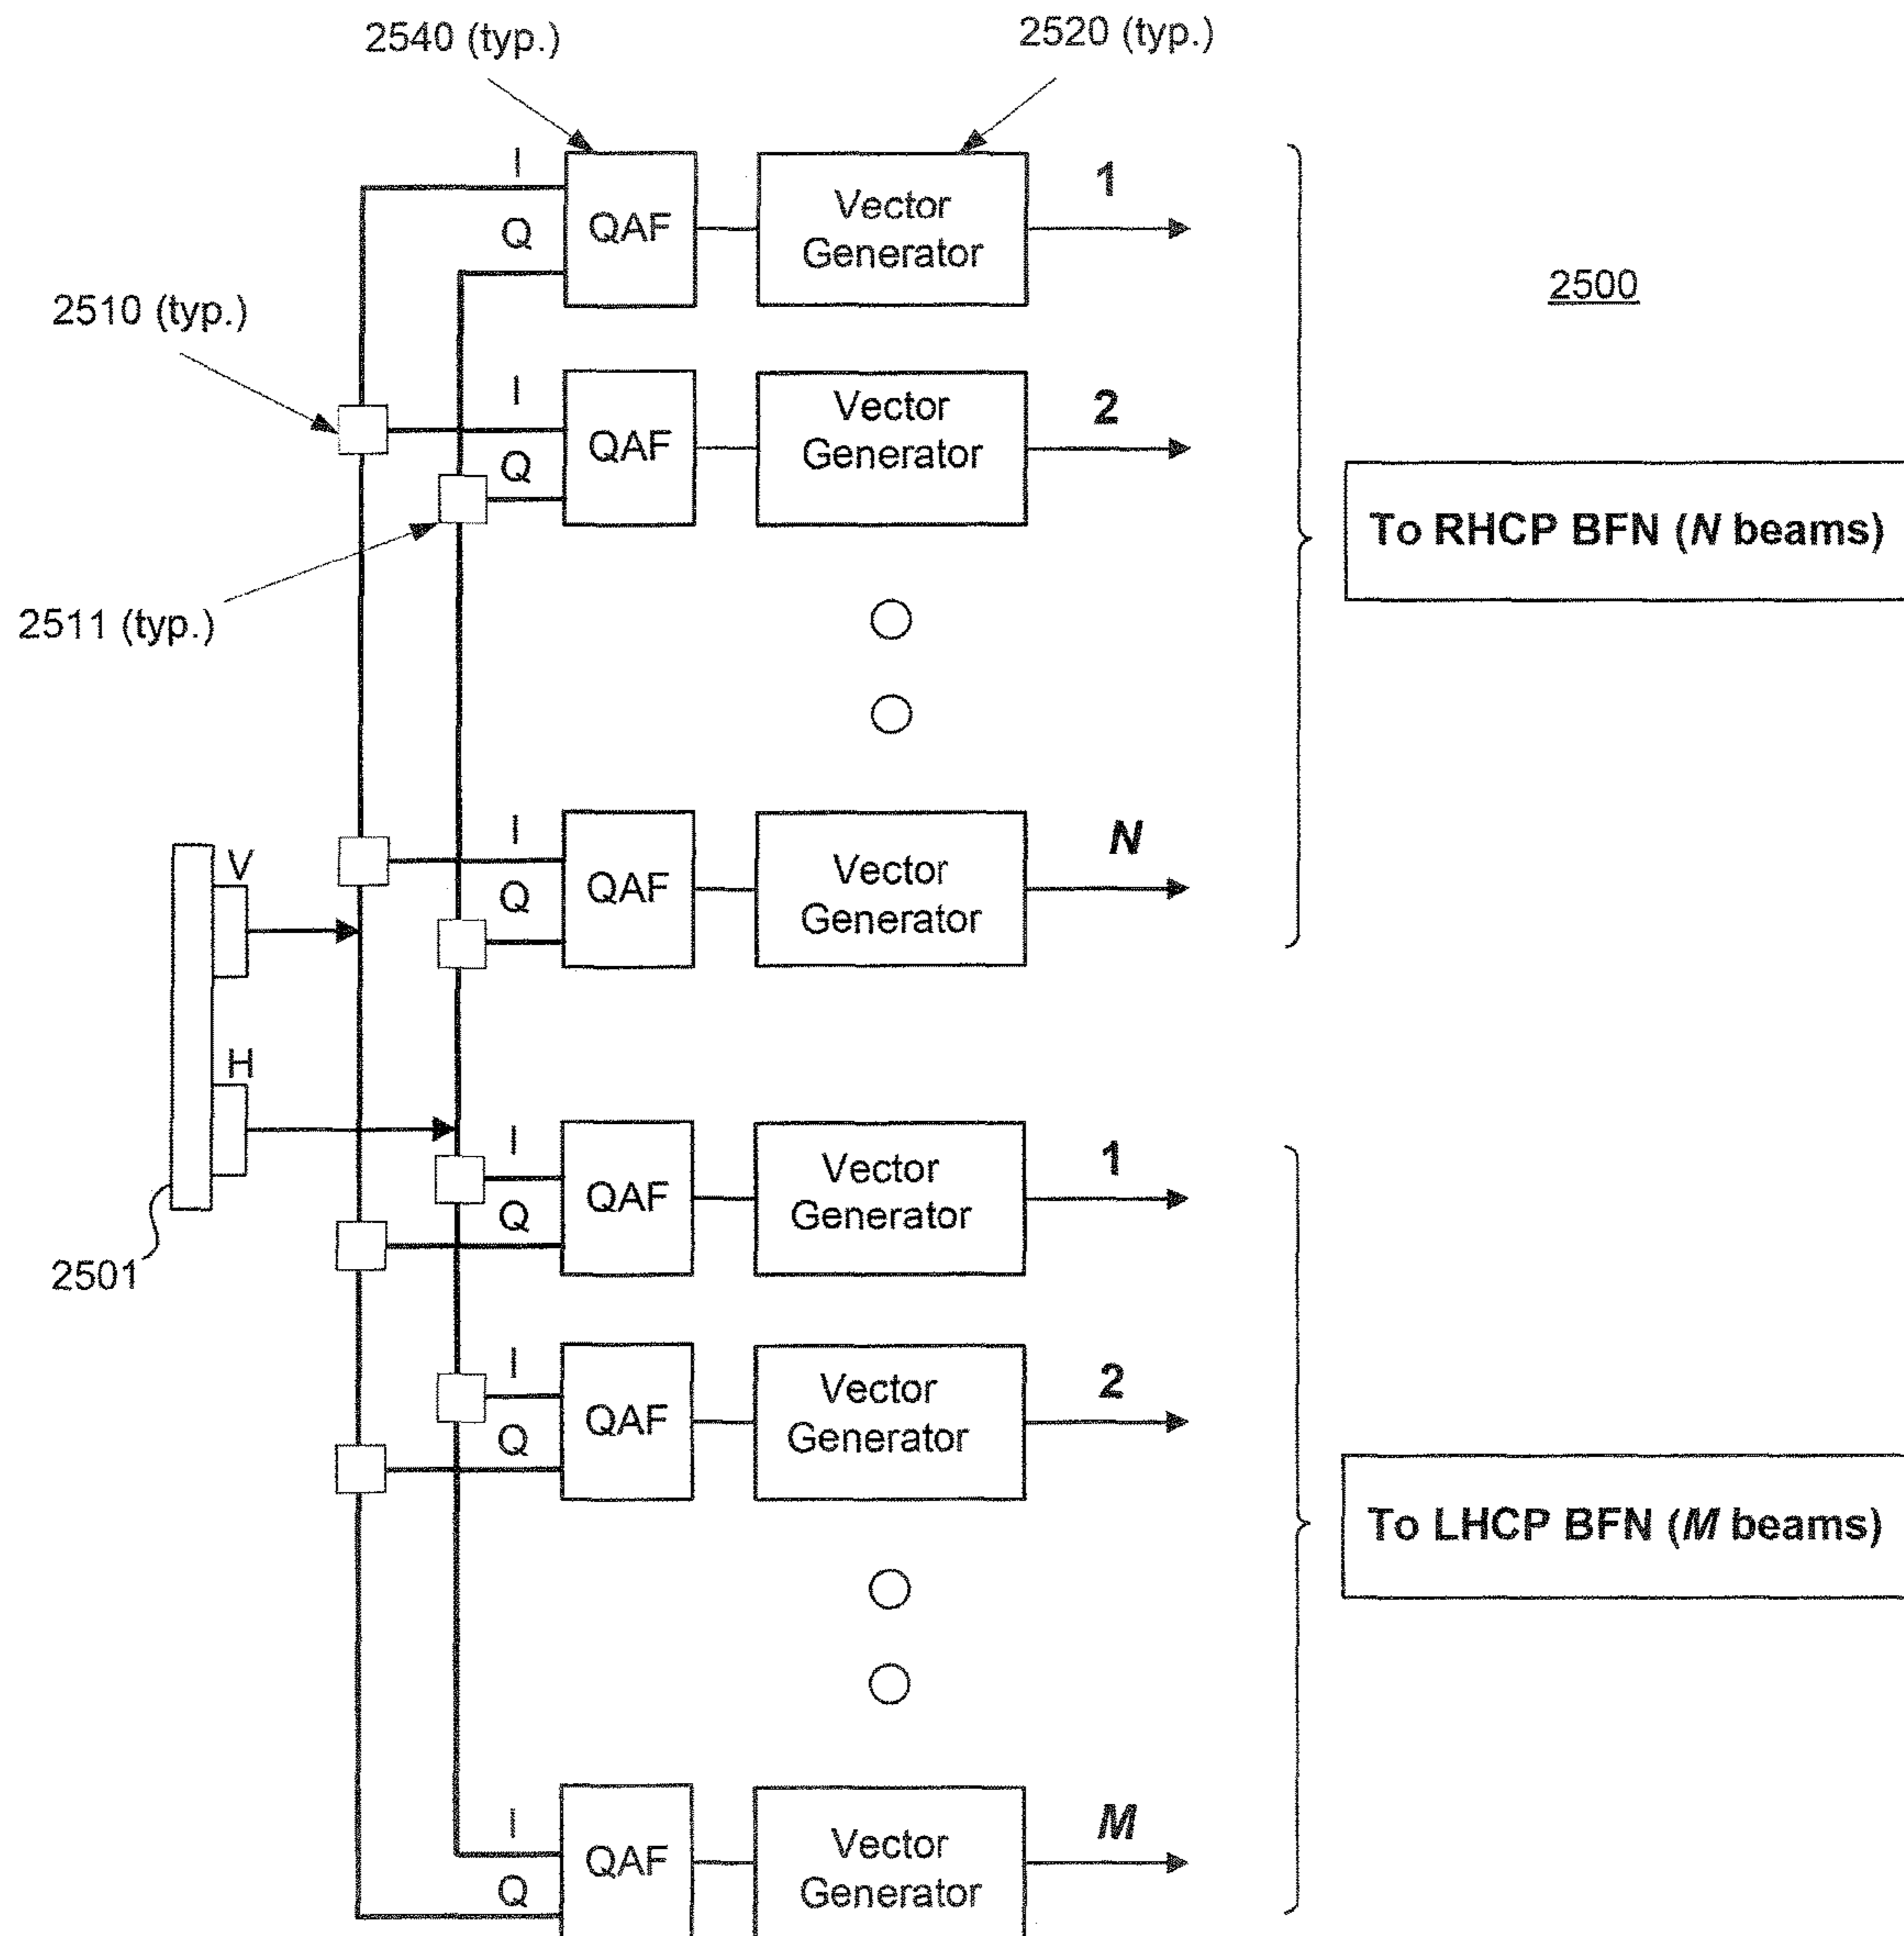 2540 (typ.)
2520 (typ.)
I
Q
QAF
Vector
Generator
1
2500
2510 (typ.)
I
Q
QAF
Vector
Generator
2
To RHCP BFN (N beams)
2511 (typ.)
I
Q
QAF
Vector
Generator
N
V
H
2501
I
Q
QAF
Vector
Generator
1
I
Q
QAF
Vector
Generator
2
To LHCP BFN (M beams)
I
Q
QAF
Vector
Generator
M